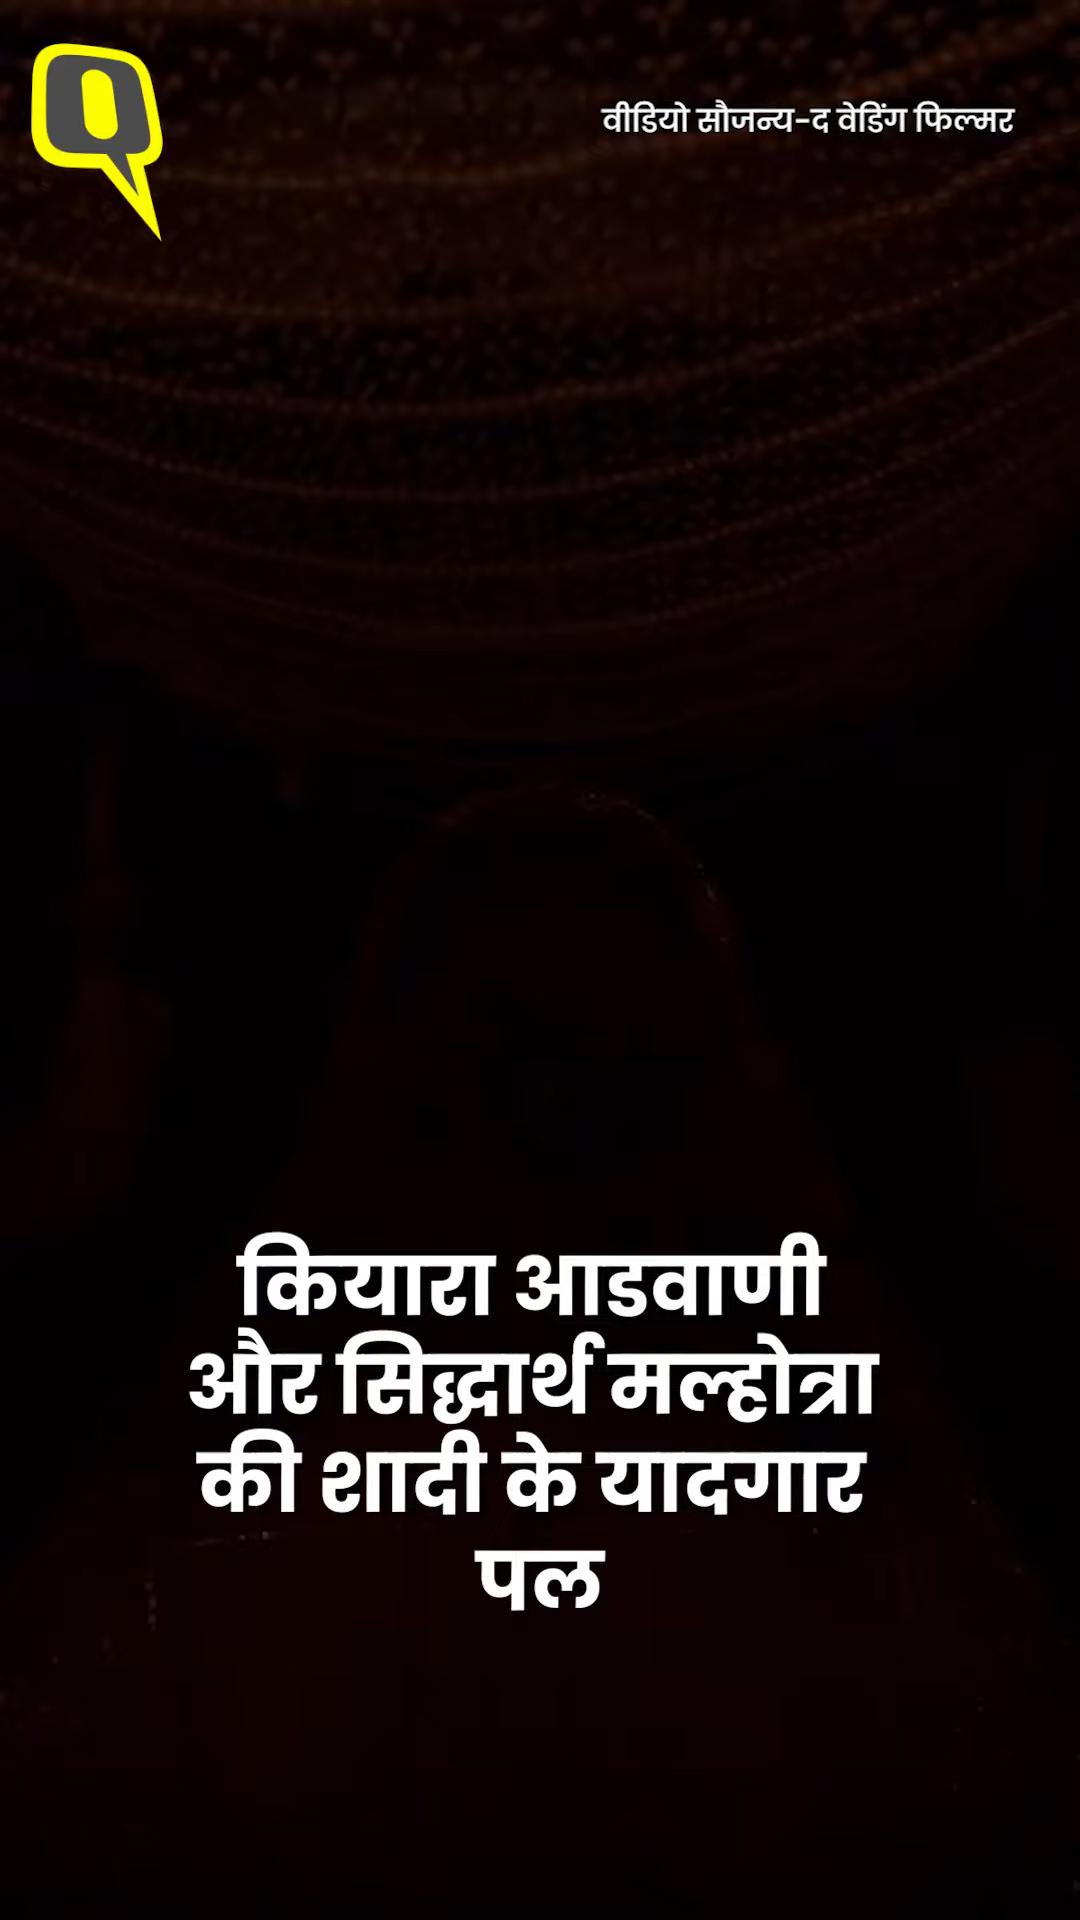 Q
वीडियो सौजन्य-द वेडिंग फिल्मर
कियारा आडवाणी
और सिद्धार्थ मल्होत्रा
की शादी के यादगार
पल